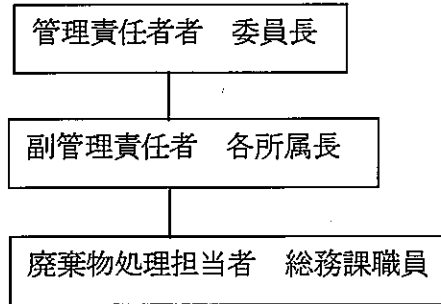 管理責任者者　委員長
副管理責任者　各所属長
廃棄物処理担当者　総務課職員